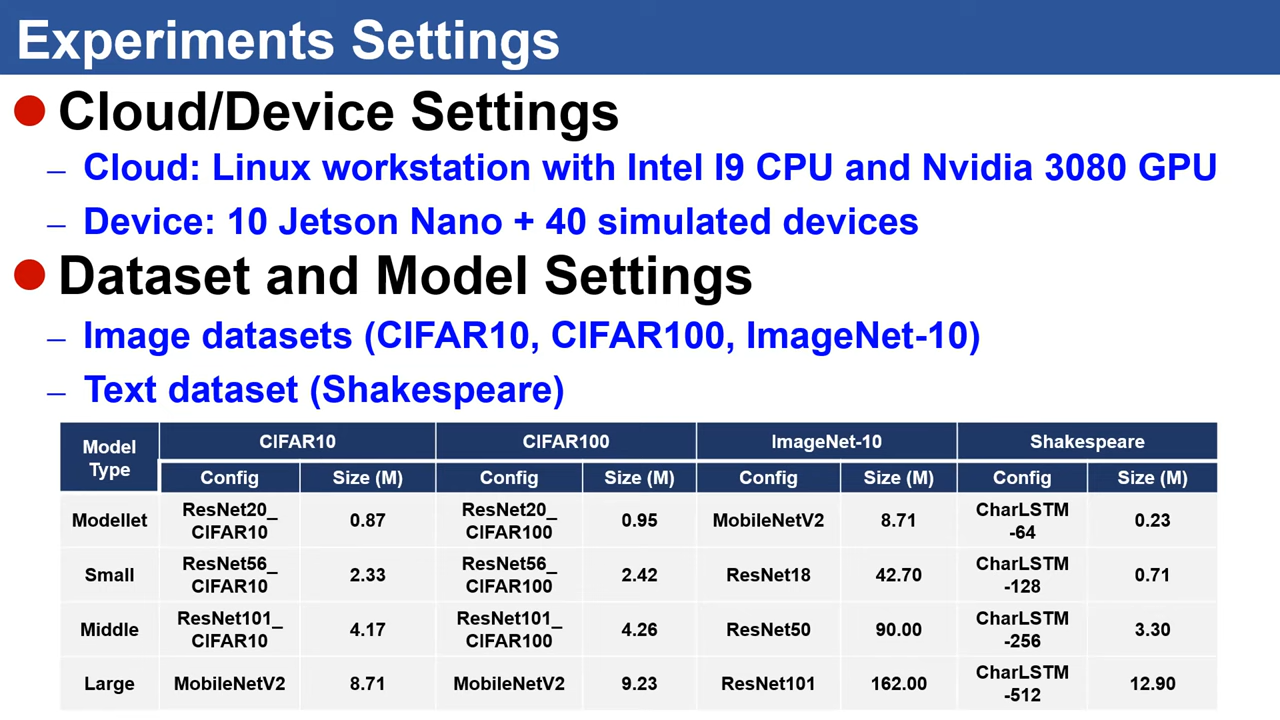 Experiments Settings
Cloud/Device Settings
– Cloud: Linux workstation with Intel I9 CPU and Nvidia 3080 GPU
– Device: 10 Jetson Nano + 40 simulated devices
Dataset and Model Settings
– Image datasets (CIFAR10, CIFAR100, ImageNet-10)
– Text dataset (Shakespeare)
Model Type CIFAR10 CIFAR100 ImageNet-10 Shakespeare
Config Size (M) Config Size (M) Config Size (M) Config Size (M)
Modellet ResNet20_CIFAR10 0.87 ResNet20_CIFAR100 0.95 MobileNetV2 8.71 CharLSTM-64 0.23
Small ResNet56_CIFAR10 2.33 ResNet56_CIFAR100 2.42 ResNet18 42.70 CharLSTM-128 0.71
Middle ResNet101_CIFAR10 4.17 ResNet101_CIFAR100 4.26 ResNet50 90.00 CharLSTM-256 3.30
Large MobileNetV2 8.71 MobileNetV2 9.23 ResNet101 162.00 CharLSTM-512 12.90